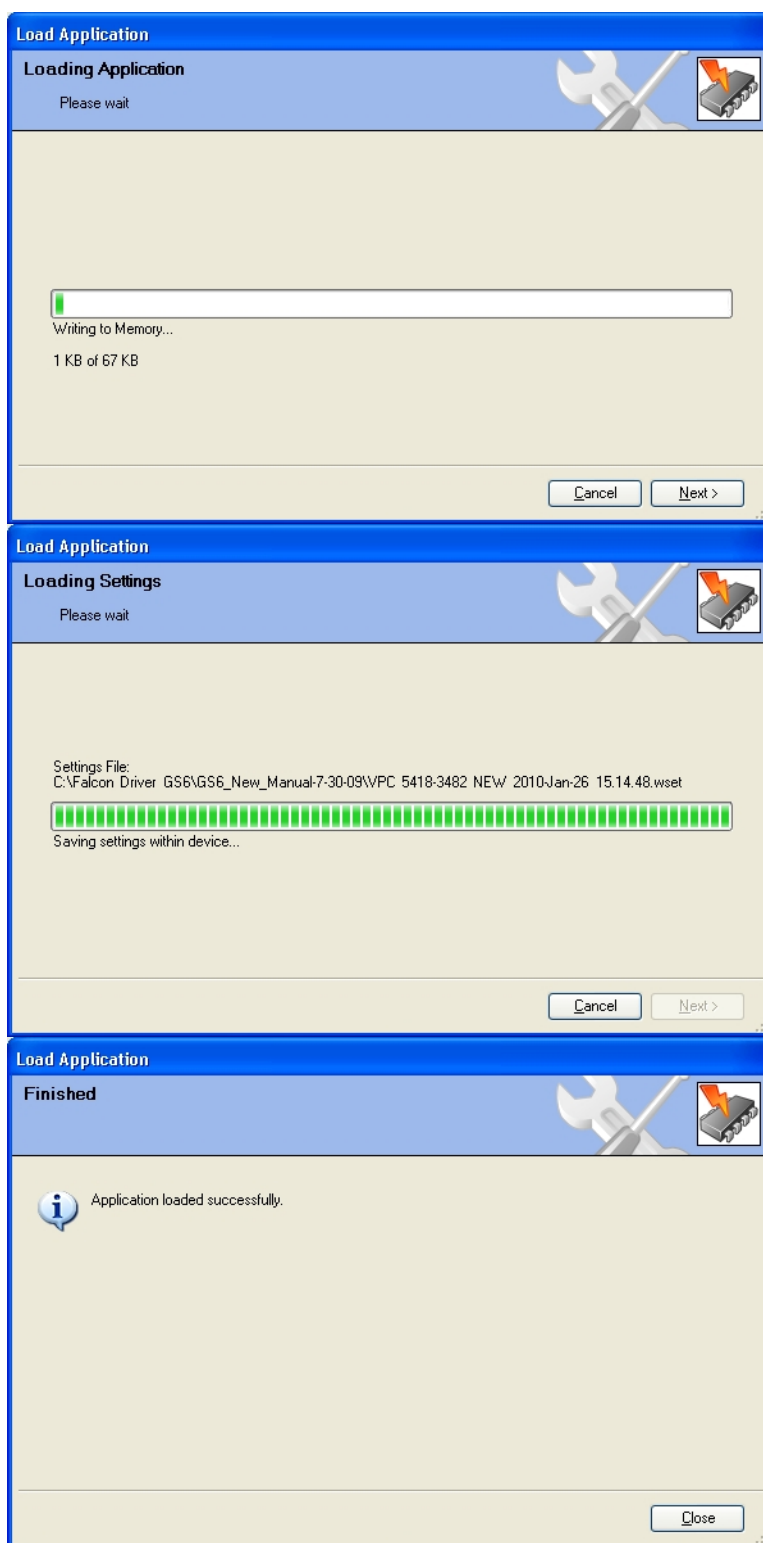 Load Application
Loading Application
Please wait
Writing to Memory...
1 KB of 67 KB
Cancel Next >
Load Application
Loading Settings
Please wait
Settings File:
C:\Falcon Driver GS6\GS6_New_Manual-7-30-09\VPC 5418-3482 NEW 2010-Jan-26 15.14.48.wset
Saving settings within device...
Cancel Next >
Load Application
Finished
Application loaded successfully.
Close